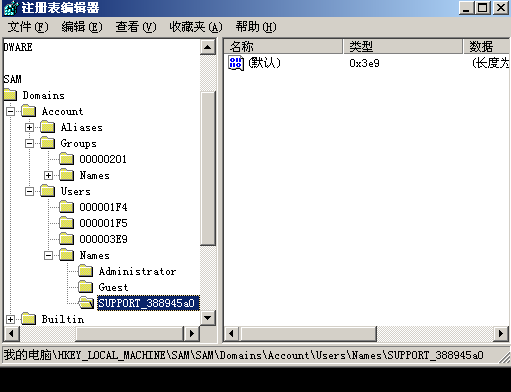 注册表编辑器
文件(F) 编辑(E) 查看(V) 收藏夹(A) 帮助(H)
DWARE
SAM
Domains
Account
Aliases
Groups
00000201
Names
Users
000001F4
000001F5
000003E9
Names
Administrator
Guest
SUPPORT_388945a0
Builtin
名称 类型 数据
(默认) 0x3e9 (长度为
我的电脑\HKEY_LOCAL_MACHINE\SAM\SAM\Domains\Account\Users\Names\SUPPORT_388945a0